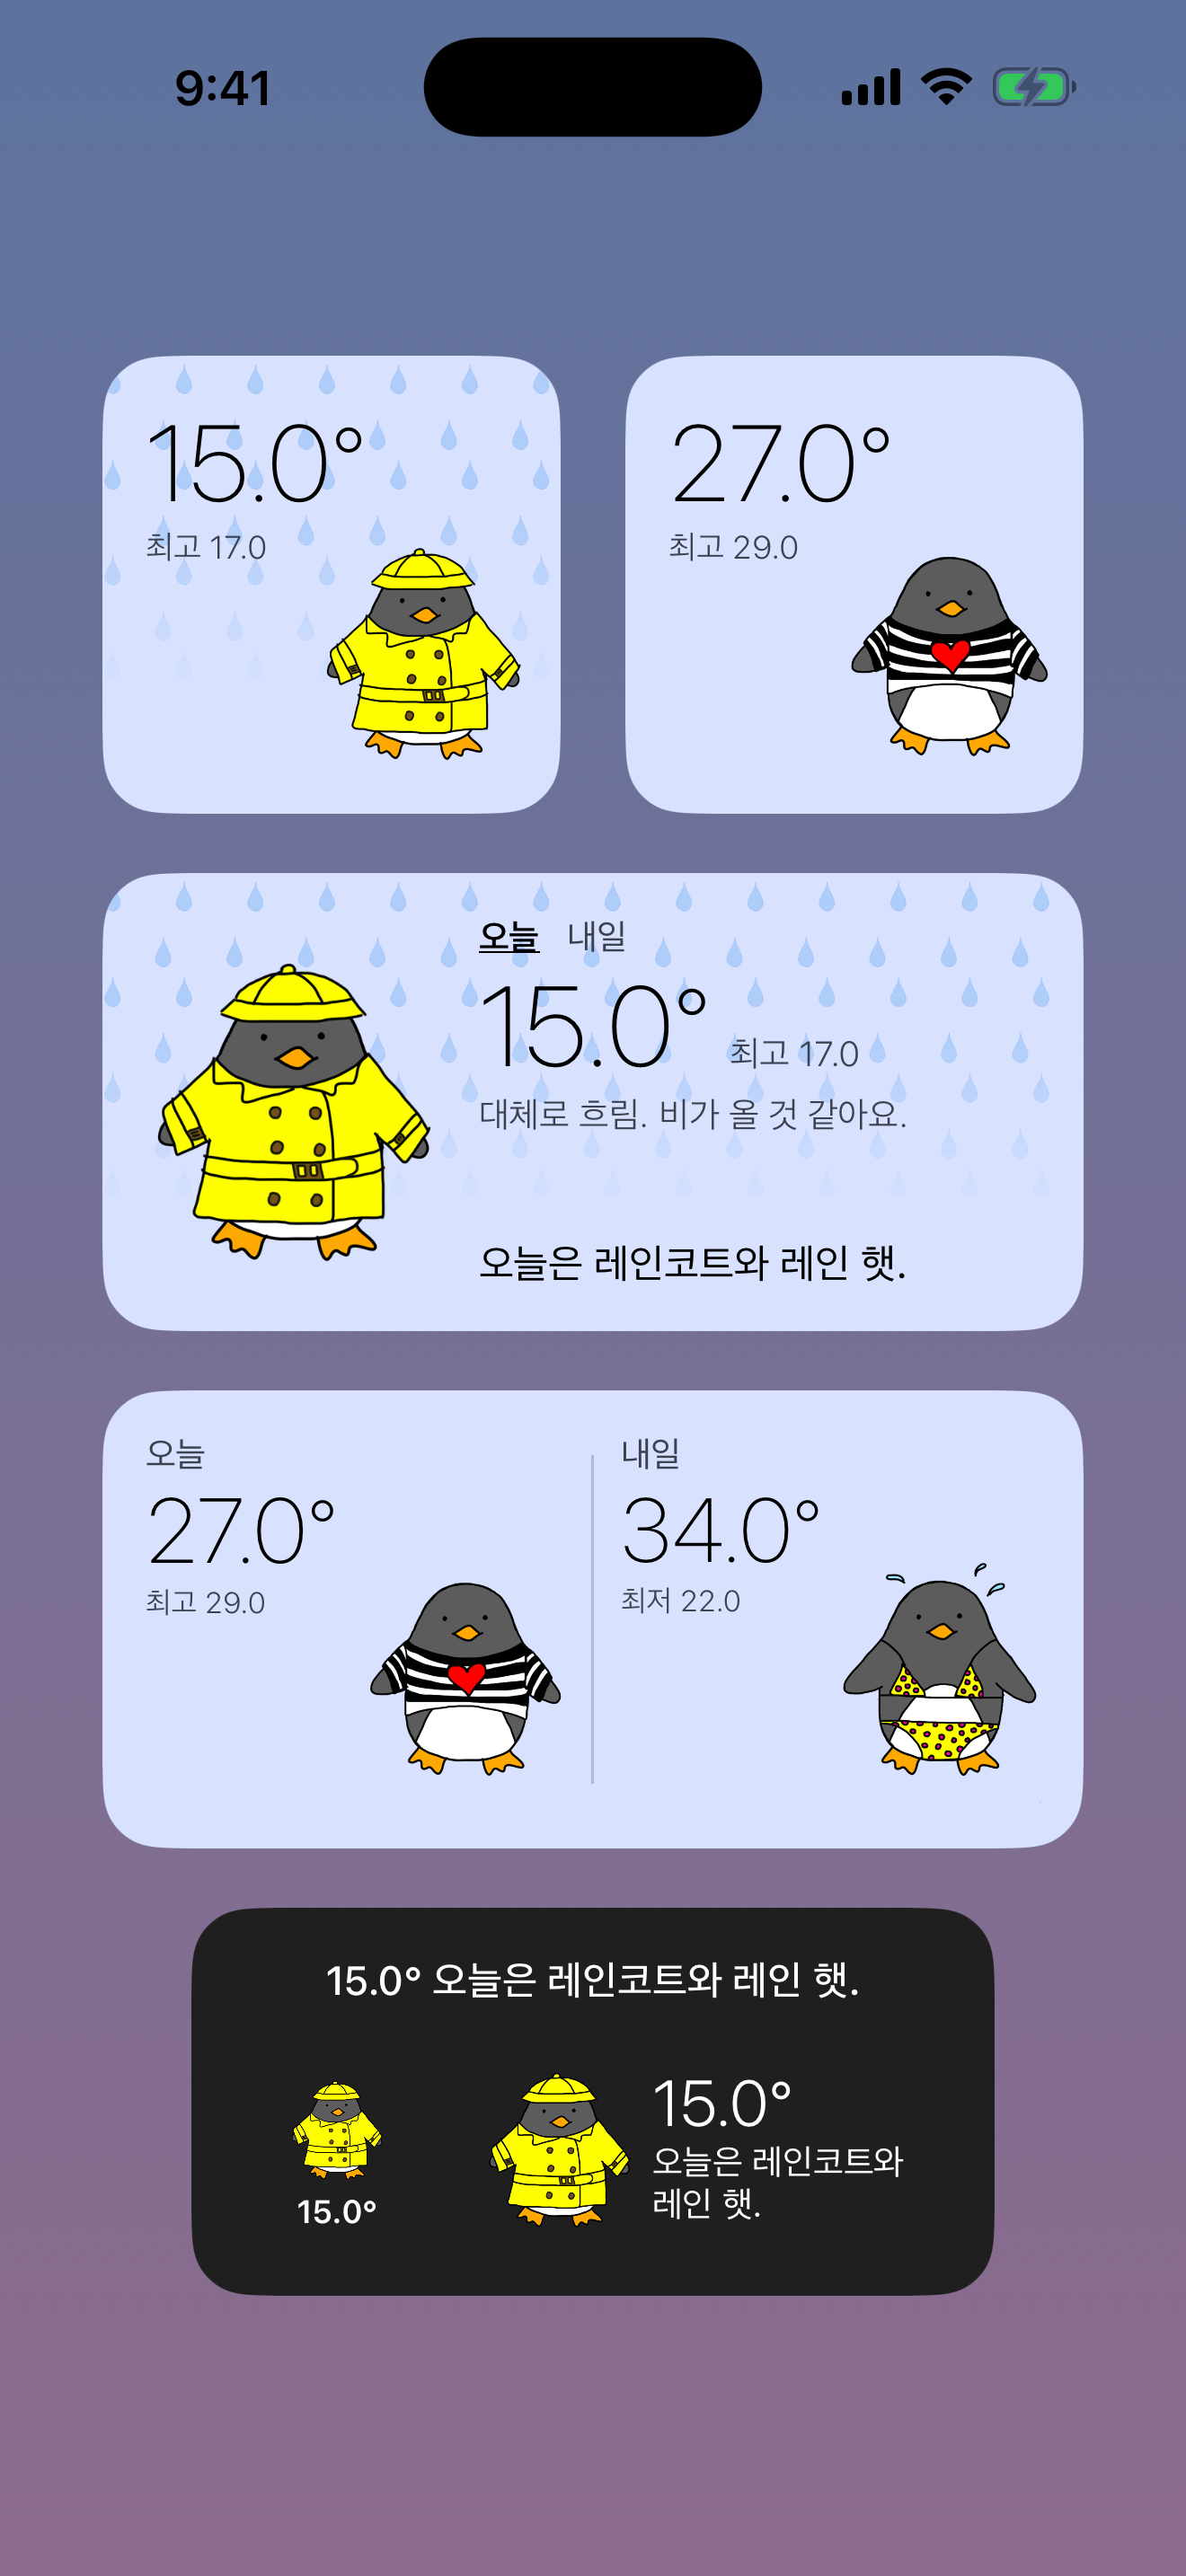 9:41
15.0°
최고 17.0
27.0°
최고 29.0
오늘 내일
15.0° 최고 17.0
대체로 흐림. 비가 올 것 같아요.
오늘은 레인코트와 레인 햇.
오늘
27.0°
최고 29.0
내일
34.0°
최저 22.0
15.0° 오늘은 레인코트와 레인 햇.
15.0°
15.0°
오늘은 레인코트와
레인 햇.